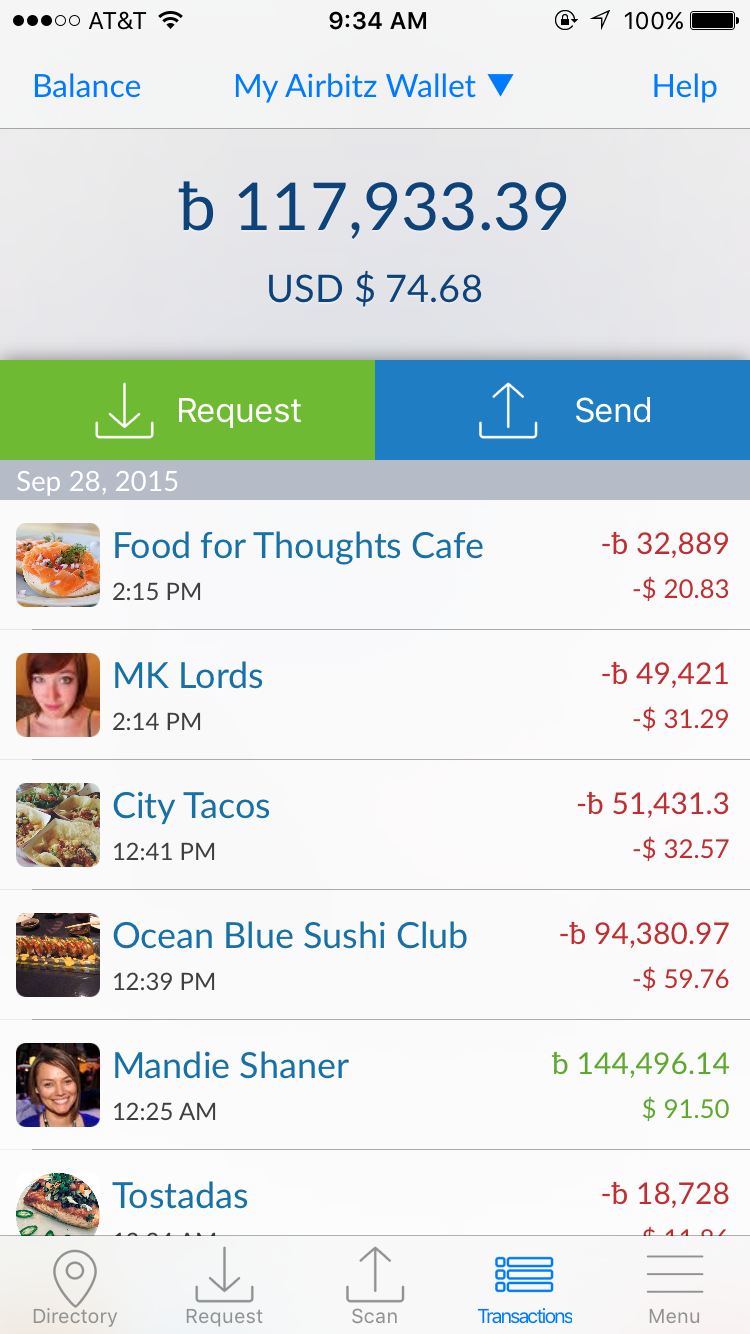 AT&T 9:34 AM 100%
Balance My Airbitz Wallet ▼ Help
ƀ 117,933.39
USD $ 74.68
Request Send
Sep 28, 2015
Food for Thoughts Cafe -ƀ 32,889
2:15 PM -$ 20.83
MK Lords -ƀ 49,421
2:14 PM -$ 31.29
City Tacos -ƀ 51,431.3
12:41 PM -$ 32.57
Ocean Blue Sushi Club -ƀ 94,380.97
12:39 PM -$ 59.76
Mandie Shaner ƀ 144,496.14
12:25 AM $ 91.50
Tostadas -ƀ 18,728
Directory Request Scan Transactions Menu